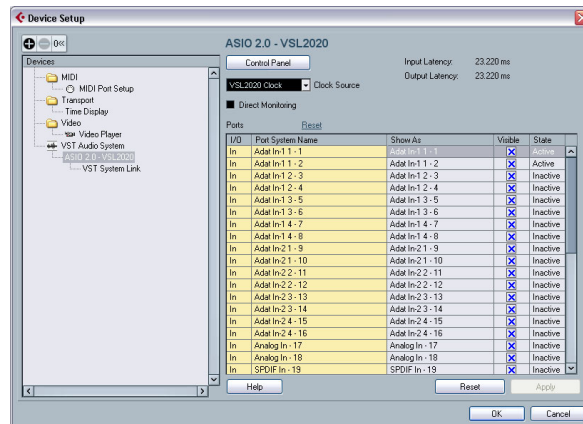 Device Setup
Devices
MIDI
MIDI Port Setup
Transport
Time Display
Video
Video Player
VST Audio System
ASIO 2.0 - VSL2020
VST System Link
ASIO 2.0 - VSL2020
Control Panel
Input Latency: 23.220 ms
Output Latency: 23.220 ms
VSL2020 Clock Clock Source
Direct Monitoring
Ports Reset
I/O Port System Name Show As Visible State
In Adat In-1 1 - 1 Adat In-1 1 - 1 Active
In Adat In-1 1 - 2 Adat In-1 1 - 2 Active
In Adat In-1 2 - 3 Adat In-1 2 - 3 Inactive
In Adat In-1 2 - 4 Adat In-1 2 - 4 Inactive
In Adat In-1 3 - 5 Adat In-1 3 - 5 Inactive
In Adat In-1 3 - 6 Adat In-1 3 - 6 Inactive
In Adat In-1 4 - 7 Adat In-1 4 - 7 Inactive
In Adat In-1 4 - 8 Adat In-1 4 - 8 Inactive
In Adat In-2 1 - 9 Adat In-2 1 - 9 Inactive
In Adat In-2 1 - 10 Adat In-2 1 - 10 Inactive
In Adat In-2 2 - 11 Adat In-2 2 - 11 Inactive
In Adat In-2 2 - 12 Adat In-2 2 - 12 Inactive
In Adat In-2 3 - 13 Adat In-2 3 - 13 Inactive
In Adat In-2 3 - 14 Adat In-2 3 - 14 Inactive
In Adat In-2 4 - 15 Adat In-2 4 - 15 Inactive
In Adat In-2 4 - 16 Adat In-2 4 - 16 Inactive
In Analog In - 17 Analog In - 17 Inactive
In Analog In - 18 Analog In - 18 Inactive
In SPDIF In - 19 SPDIF In - 19 Inactive
Help Reset Apply
OK Cancel